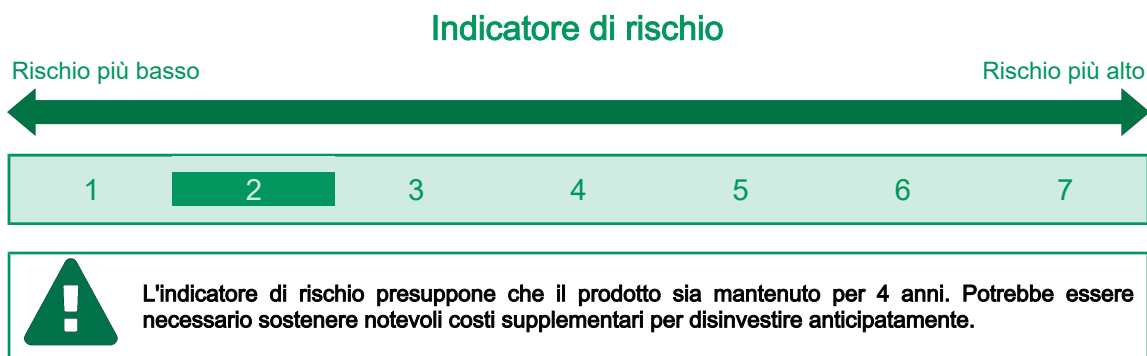 Indicatore di rischio
Rischio più basso Rischio più alto
1 2 3 4 5 6 7
L'indicatore di rischio presuppone che il prodotto sia mantenuto per 4 anni. Potrebbe essere
necessario sostenere notevoli costi supplementari per disinvestire anticipatamente.